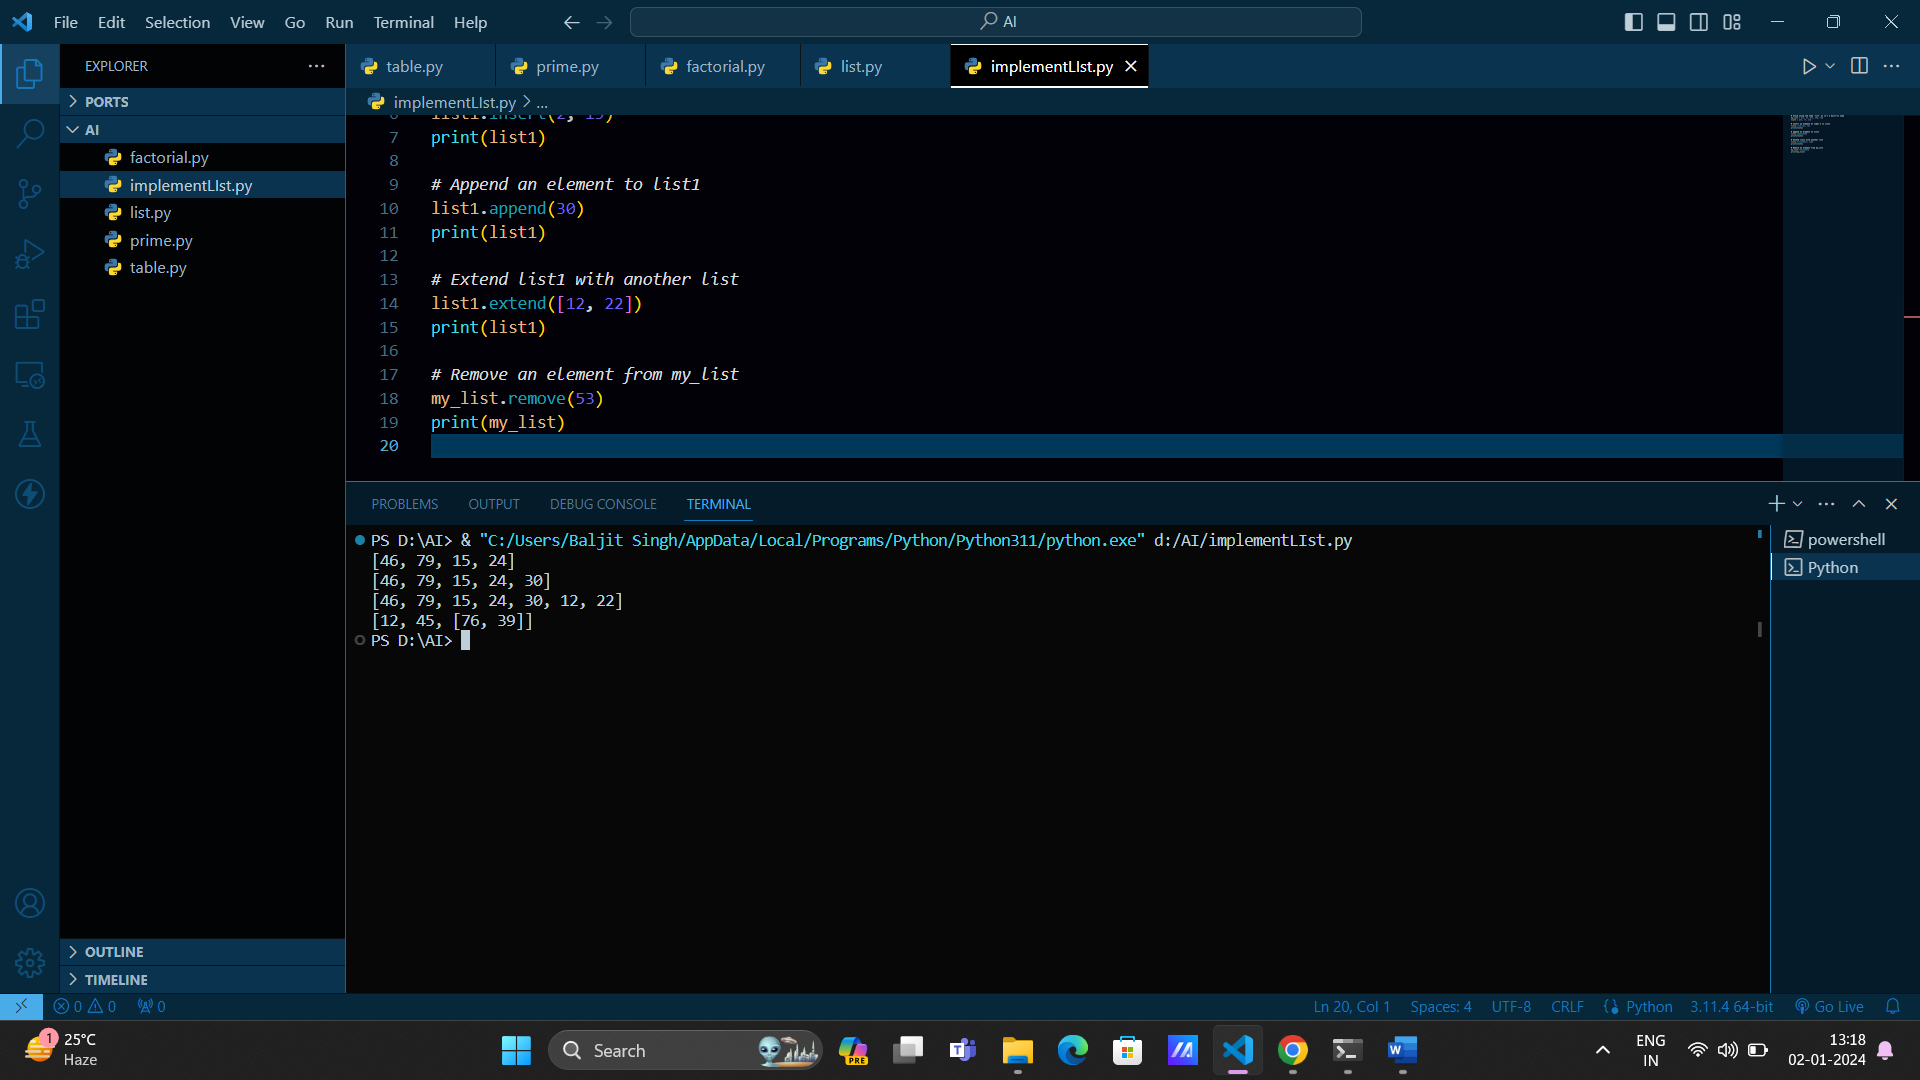 File Edit Selection View Go Run Terminal Help
AI
EXPLORER
PORTS
AI
factorial.py
implementLIst.py
list.py
prime.py
table.py
OUTLINE
TIMELINE
table.py prime.py factorial.py list.py implementLIst.py
implementLIst.py > ...
6 list1.insert(2, 15)
7 print(list1)
8
9 # Append an element to list1
10 list1.append(30)
11 print(list1)
12
13 # Extend list1 with another list
14 list1.extend([12, 22])
15 print(list1)
16
17 # Remove an element from my_list
18 my_list.remove(53)
19 print(my_list)
20
PROBLEMS OUTPUT DEBUG CONSOLE TERMINAL
PS D:\AI> & "C:/Users/Baljit Singh/AppData/Local/Programs/Python/Python311/python.exe" d:/AI/implementLIst.py
[46, 79, 15, 24]
[46, 79, 15, 24, 30]
[46, 79, 15, 24, 30, 12, 22]
[12, 45, [76, 39]]
PS D:\AI>
powershell
Python
0 0 0
Ln 20, Col 1 Spaces: 4 UTF-8 CRLF Python 3.11.4 64-bit Go Live
1
25°C
Haze
Search
PRE
ENG
IN
13:18
02-01-2024